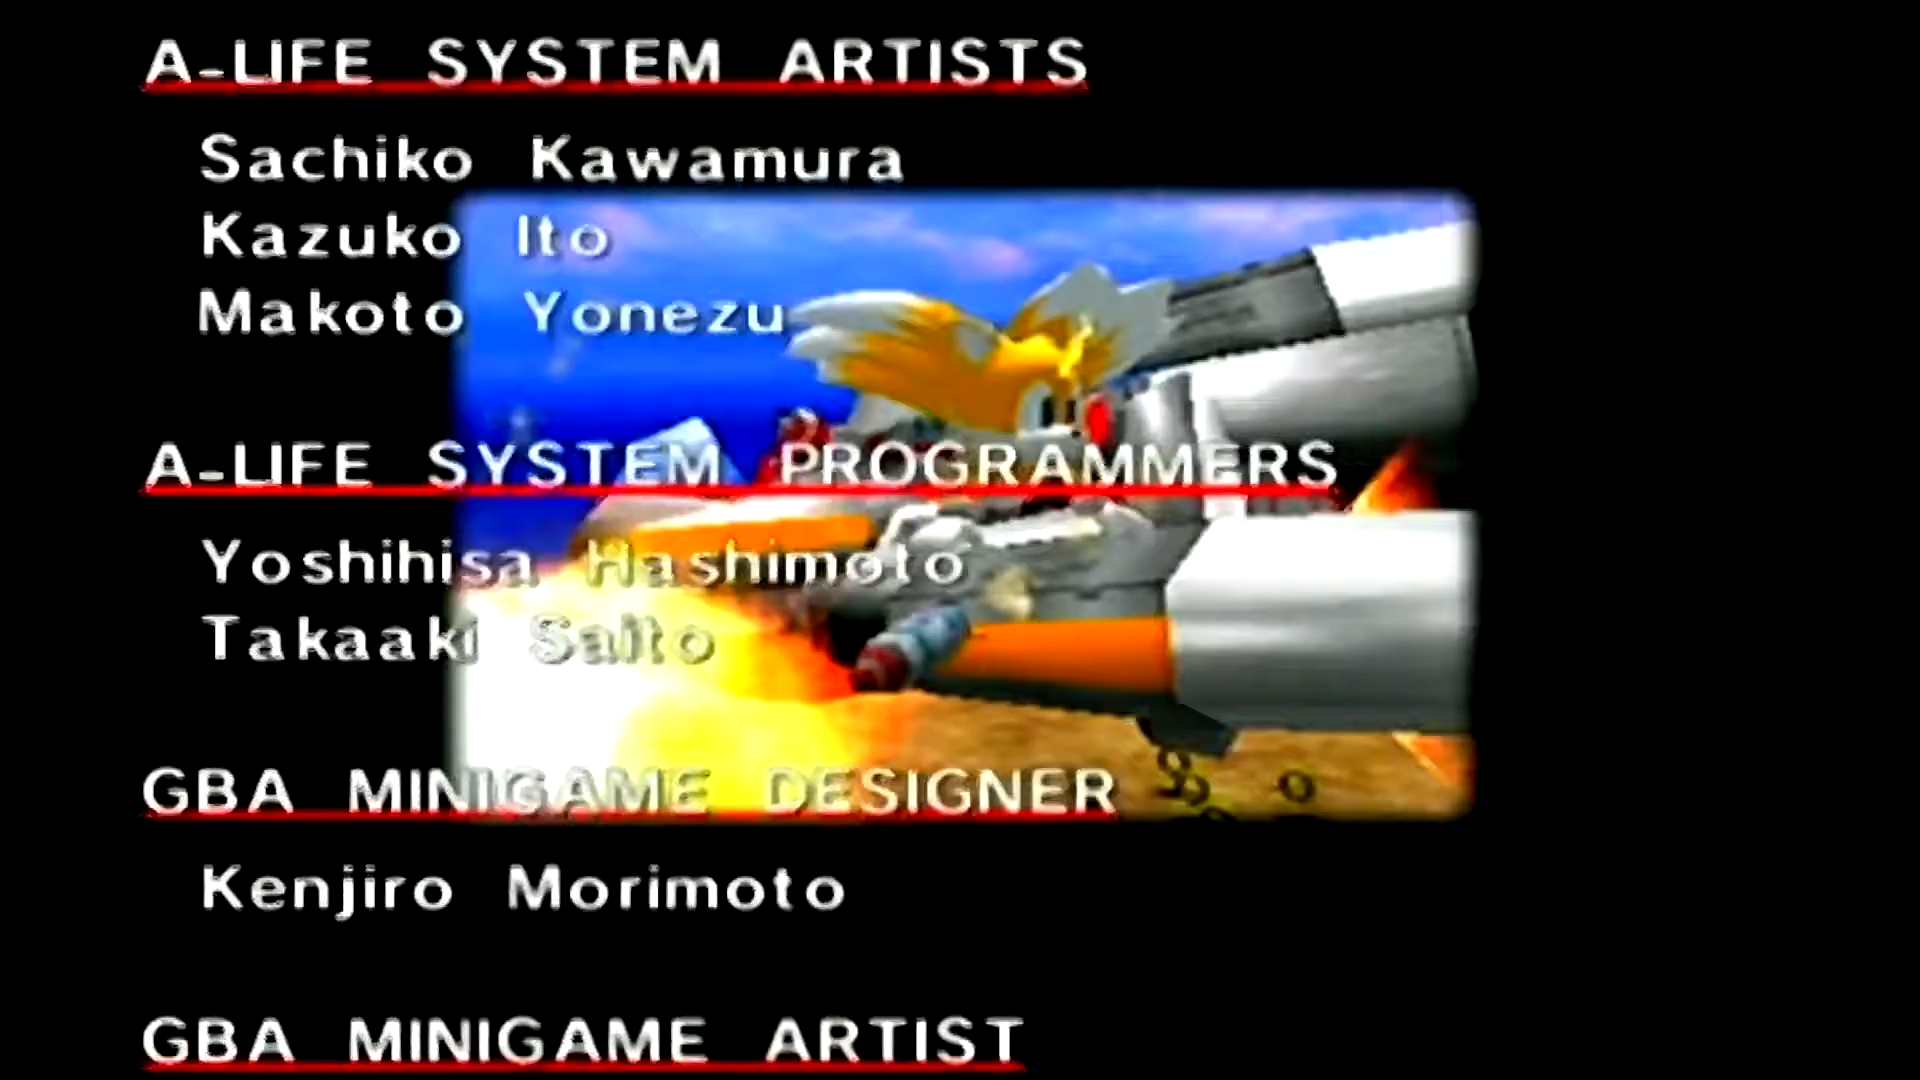 A-LIFE SYSTEM ARTISTS
Sachiko Kawamura
Kazuko Ito
Makoto Yonezu
A-LIFE SYSTEM PROGRAMMERS
Yoshihisa Hashimoto
Takaaki Saito
GBA MINIGAME DESIGNER
Kenjiro Morimoto
GBA MINIGAME ARTIST